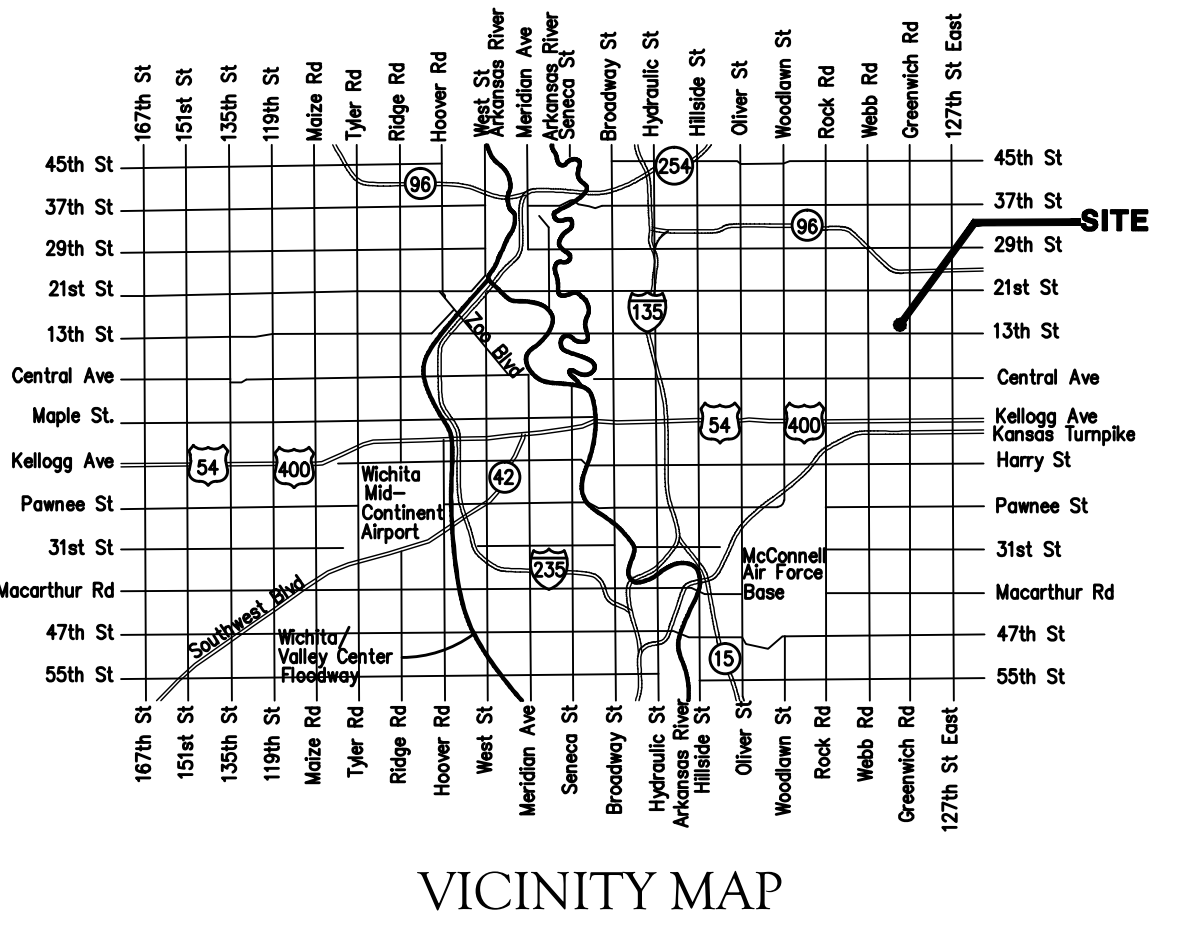 167th St
151st St
135th St
119th St
Maize Rd
Tyler Rd
Ridge Rd
Hoover Rd
West St
Arkansas River
Meridian Ave
Arkansas River
Seneca St
Broadway St
Hydraulic St
Hillside St
Oliver St
Woodlawn St
Rock Rd
Webb Rd
Greenwich Rd
127th St East
45th St
254
45th St
96
37th St
37th St
SITE
96
29th St
29th St
21st St
21st St
135
13th St
Zoo Blvd
13th St
Central Ave
Central Ave
Maple St.
54
400
Kellogg Ave
Kansas Turnpike
Kellogg Ave
54
400
42
Harry St
Wichita
Mid-
Continent
Airport
Pawnee St
Pawnee St
31st St
31st St
235
McConnell
Air Force
Base
Macarthur Rd
Macarthur Rd
Southwest Blvd
47th St
47th St
Wichita/
Valley Center
Floodway
15
55th St
55th St
167th St
151st St
135th St
119th St
Maize Rd
Tyler Rd
Ridge Rd
Hoover Rd
West St
Meridian Ave
Seneca St
Broadway St
Hydraulic St
Arkansas River
Hillside St
Oliver St
Woodlawn St
Rock Rd
Webb Rd
Greenwich Rd
127th St East
VICINITY MAP